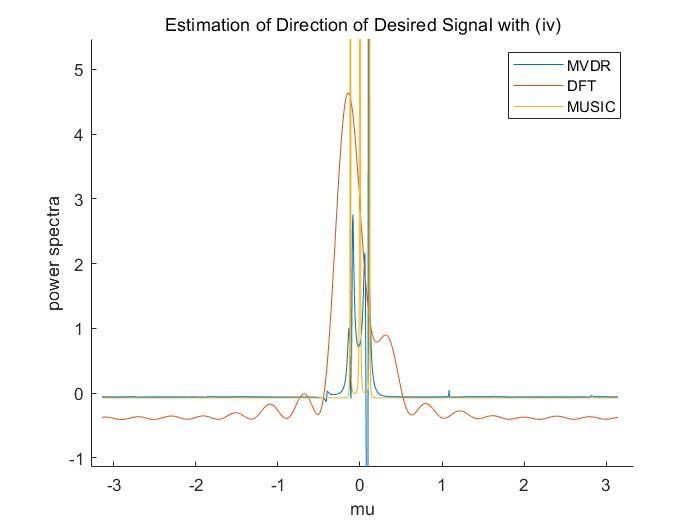 Estimation of Direction of Desired Signal with (iv)
MVDR
DFT
MUSIC
power spectra
5
4
3
2
1
0
-1
-3
-2
-1
0
1
2
3
mu